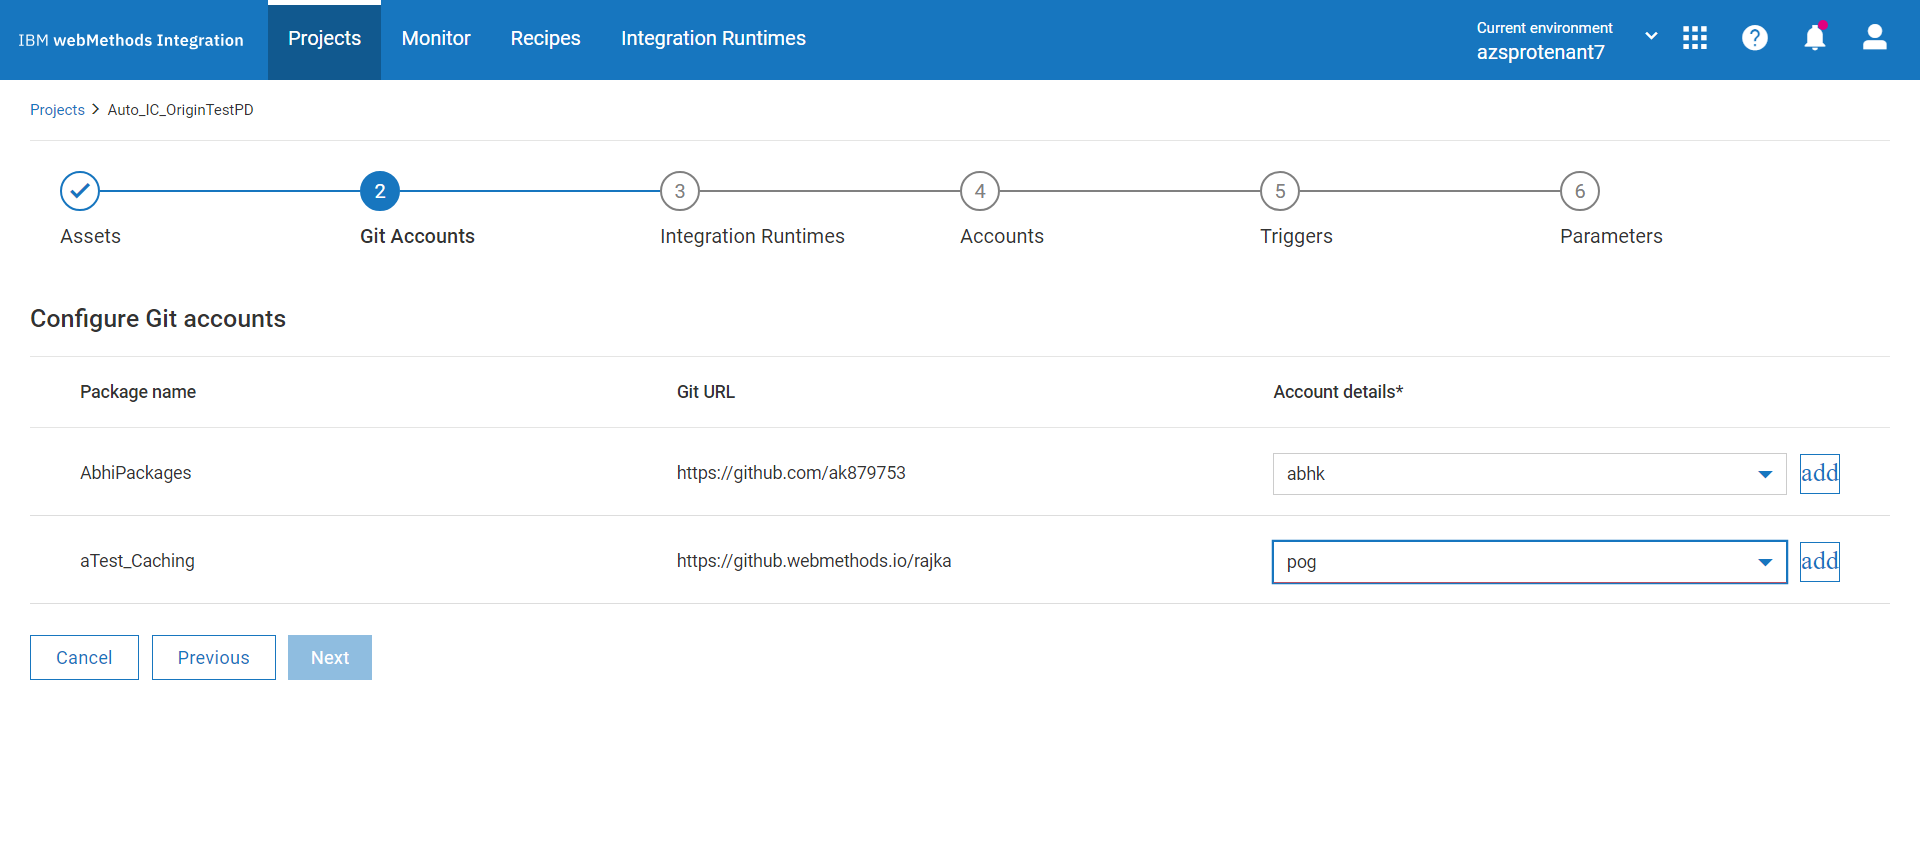 IBM webMethods Integration
Projects
Monitor
Recipes
Integration Runtimes
Current environment
azsprotenant7
Projects > Auto_IC_OriginTestPD
2
3
4
5
6
Assets
Git Accounts
Integration Runtimes
Accounts
Triggers
Parameters
Configure Git accounts
Package name
Git URL
Account details*
AbhiPackages
https://github.com/ak879753
abhk
add
aTest_Caching
https://github.webmethods.io/rajka
pog
add
Cancel
Previous
Next